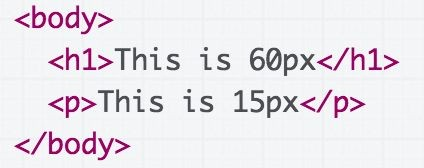 <body>
<h1>This is 60px</h1>
<p>This is 15px</p>
</body>